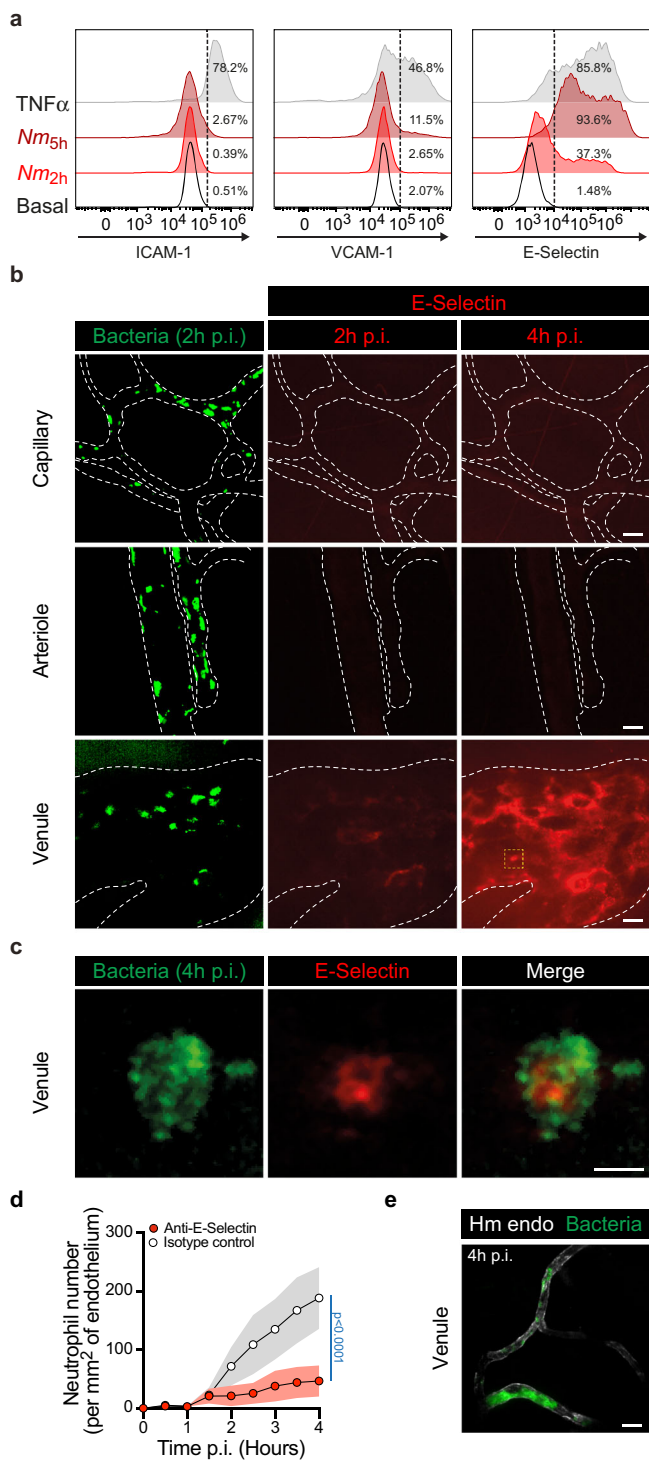 a
TNFα
Nm5h
Nm2h
Basal
78.2%
2.67%
0.39%
0.51%
0 10³ 10⁴ 10⁵ 10⁶
ICAM-1
46.8%
11.5%
2.65%
2.07%
0 10³ 10⁴ 10⁵ 10⁶
VCAM-1
85.8%
93.6%
37.3%
1.48%
0 10³ 10⁴ 10⁵ 10⁶
E-Selectin
b
E-Selectin
Bacteria (2h p.i.) 2h p.i. 4h p.i.
Capillary
Arteriole
Venule
c
Bacteria (4h p.i.) E-Selectin Merge
Venule
d
Anti-E-Selectin
Isotype control
Neutrophil number
(per mm² of endothelium)
300
200
100
0
p<0.0001
0 1 2 3 4
Time p.i. (Hours)
e
Hm endo Bacteria
4h p.i.
Venule